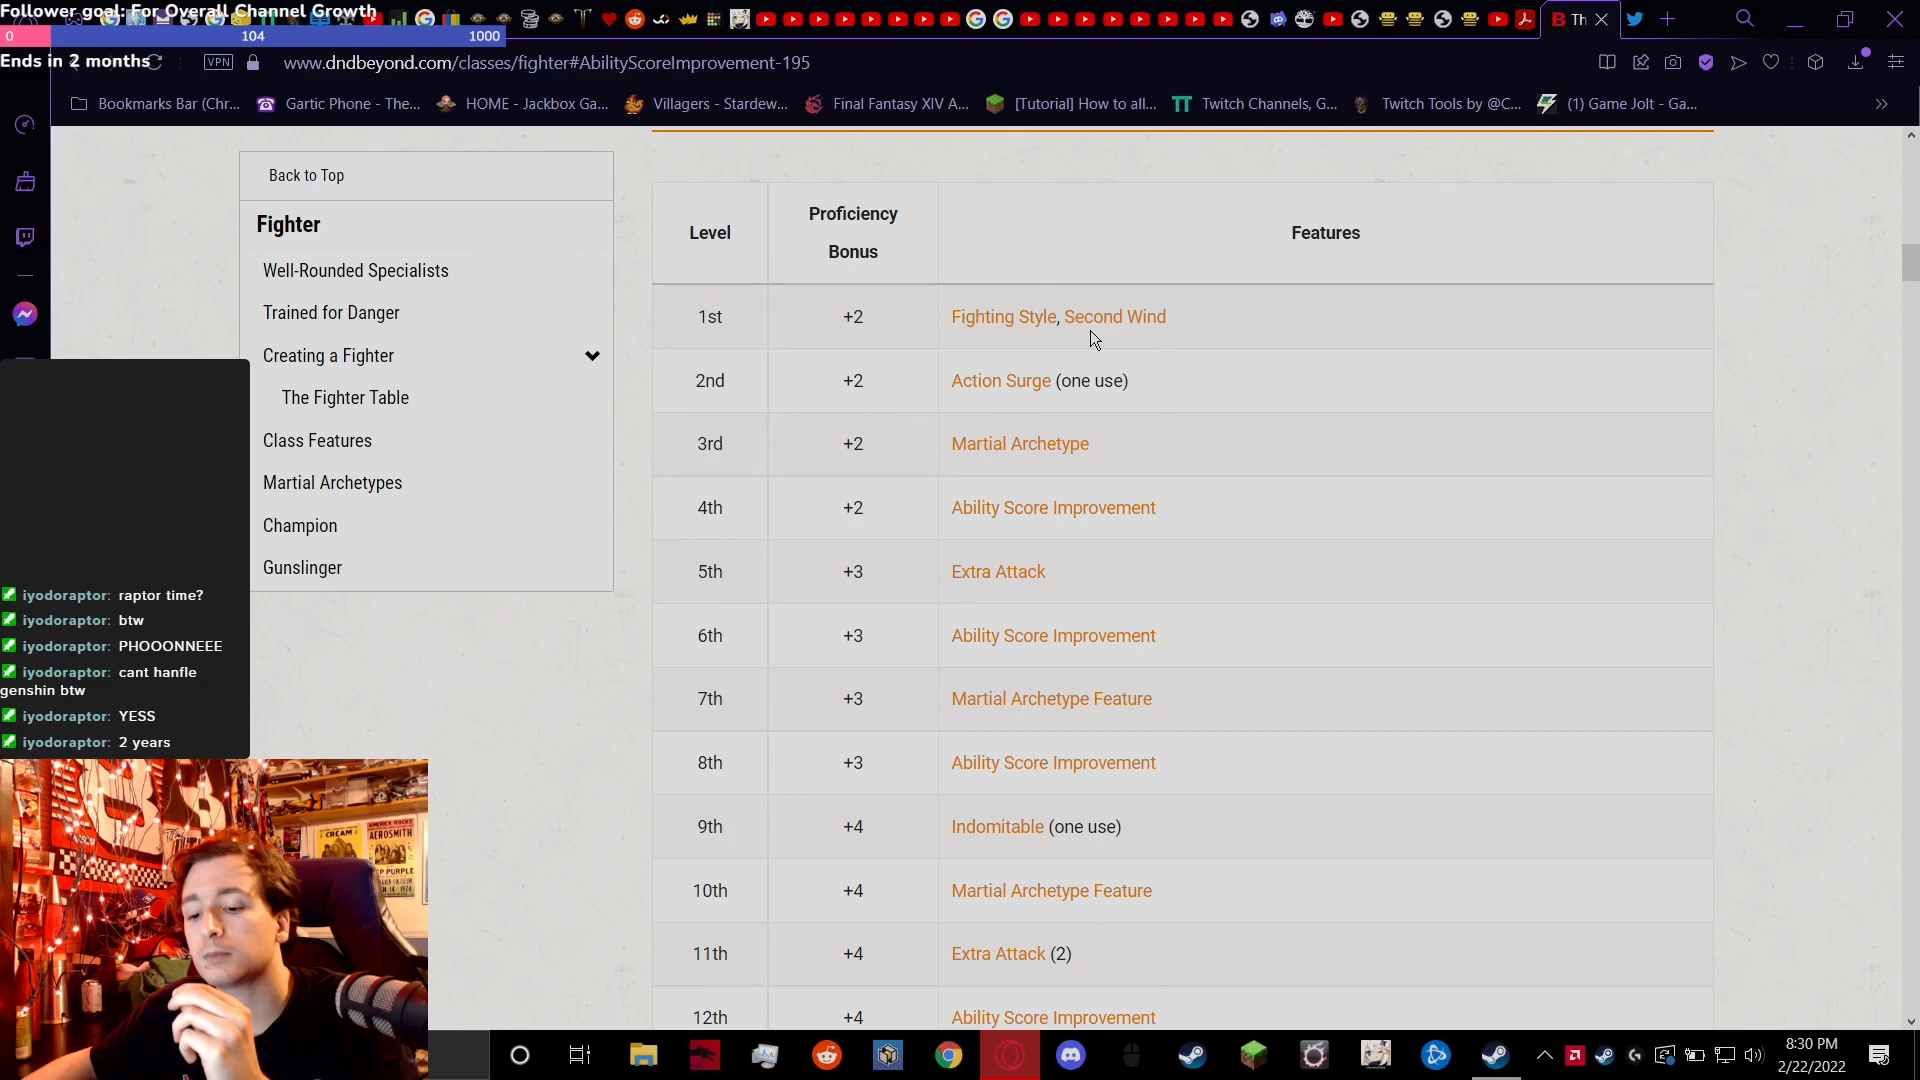 Follower goal: For Overall Channel Growth
0 104 1000
Ends in 2 months
Th
VPN
www.dndbeyond.com/classes/fighter#AbilityScoreImprovement-195
Bookmarks Bar (Chr...
Gartic Phone - The...
HOME - Jackbox Ga...
Villagers - Stardew...
Final Fantasy XIV A...
[Tutorial] How to all...
Twitch Channels, G...
Twitch Tools by @C...
(1) Game Jolt - Ga...
Back to Top
Fighter
Well-Rounded Specialists
Trained for Danger
Creating a Fighter
The Fighter Table
Class Features
Martial Archetypes
Champion
Gunslinger
Level Proficiency Bonus Features
1st +2 Fighting Style, Second Wind
2nd +2 Action Surge (one use)
3rd +2 Martial Archetype
4th +2 Ability Score Improvement
5th +3 Extra Attack
6th +3 Ability Score Improvement
7th +3 Martial Archetype Feature
8th +3 Ability Score Improvement
9th +4 Indomitable (one use)
10th +4 Martial Archetype Feature
11th +4 Extra Attack (2)
12th +4 Ability Score Improvement
iyodoraptor: raptor time?
iyodoraptor: btw
iyodoraptor: PHOOONNEEE
iyodoraptor: cant hanfle
genshin btw
iyodoraptor: YESS
iyodoraptor: 2 years
CREAM
AEROSMITH
8:30 PM
2/22/2022